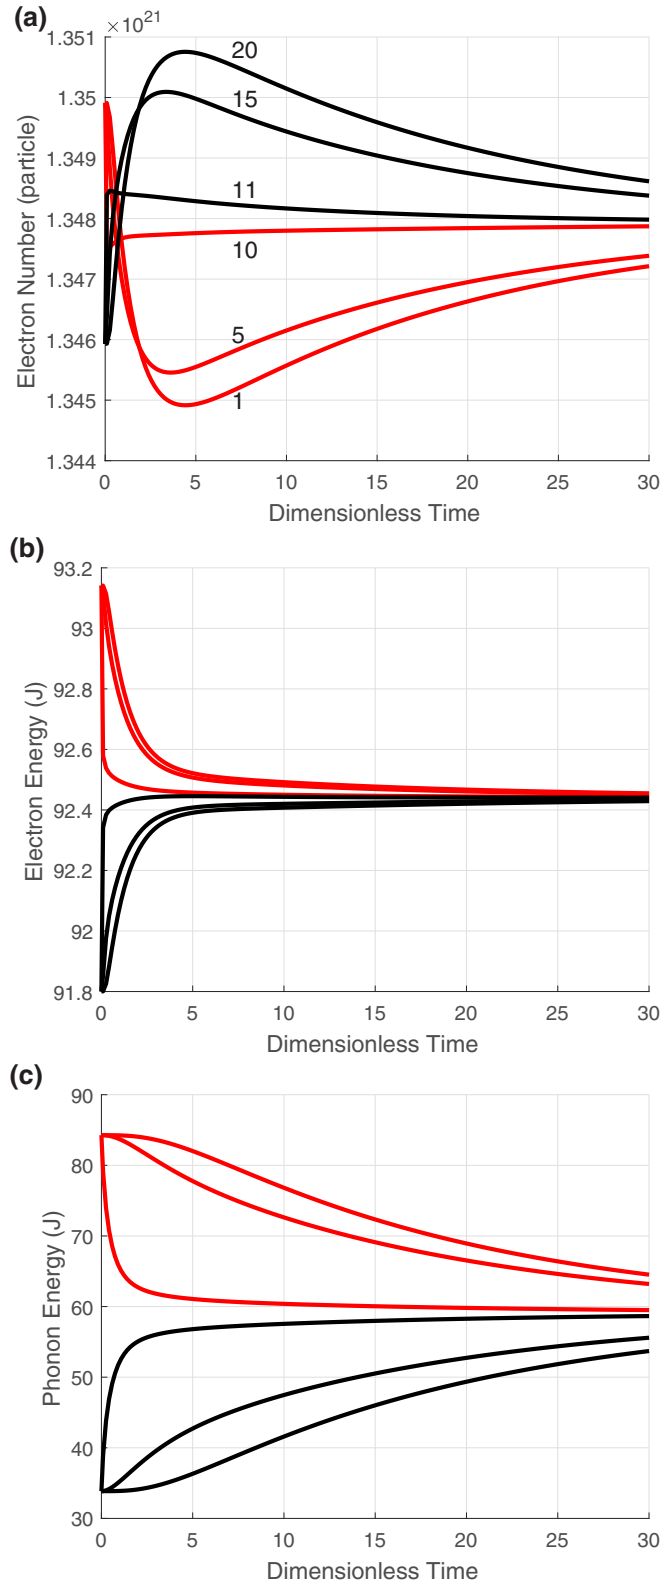 (a)
×10^21
1.351
1.35
1.349
1.348
1.347
1.346
1.345
1.344
Electron Number (particle)
20
15
11
10
5
1
0 5 10 15 20 25 30
Dimensionless Time
(b)
93.2
93
92.8
92.6
92.4
92.2
92
91.8
Electron Energy (J)
0 5 10 15 20 25 30
Dimensionless Time
(c)
90
80
70
60
50
40
30
Phonon Energy (J)
0 5 10 15 20 25 30
Dimensionless Time